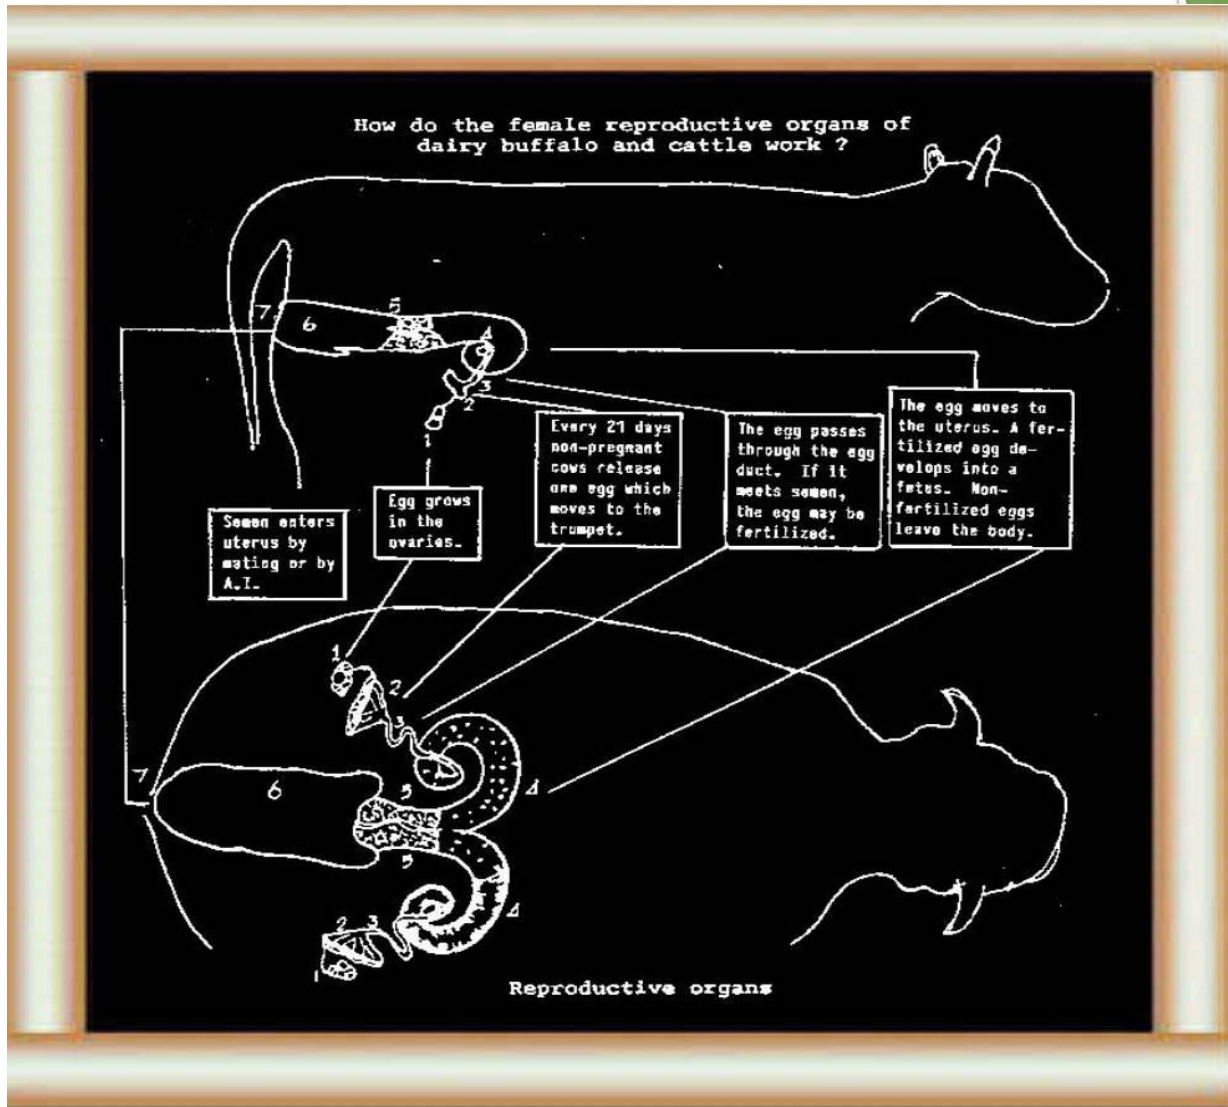 How do the female reproductive organs of
dairy buffalo and cattle work ?
7
6
5
4
3
2
1
Semen enters
uterus by
mating or by
A.I.
Egg grows
in the
ovaries.
Every 21 days
non-pregnant
cows release
one egg which
moves to the
trumpet.
The egg passes
through the egg
duct. If it
meets semen,
the egg may be
fertilized.
The egg moves to
the uterus. A fer-
tilized egg de-
velops into a
fetus. Non-
fertilized eggs
leave the body.
1
2
3
4
5
6
7
5
4
2 3
1
Reproductive organs